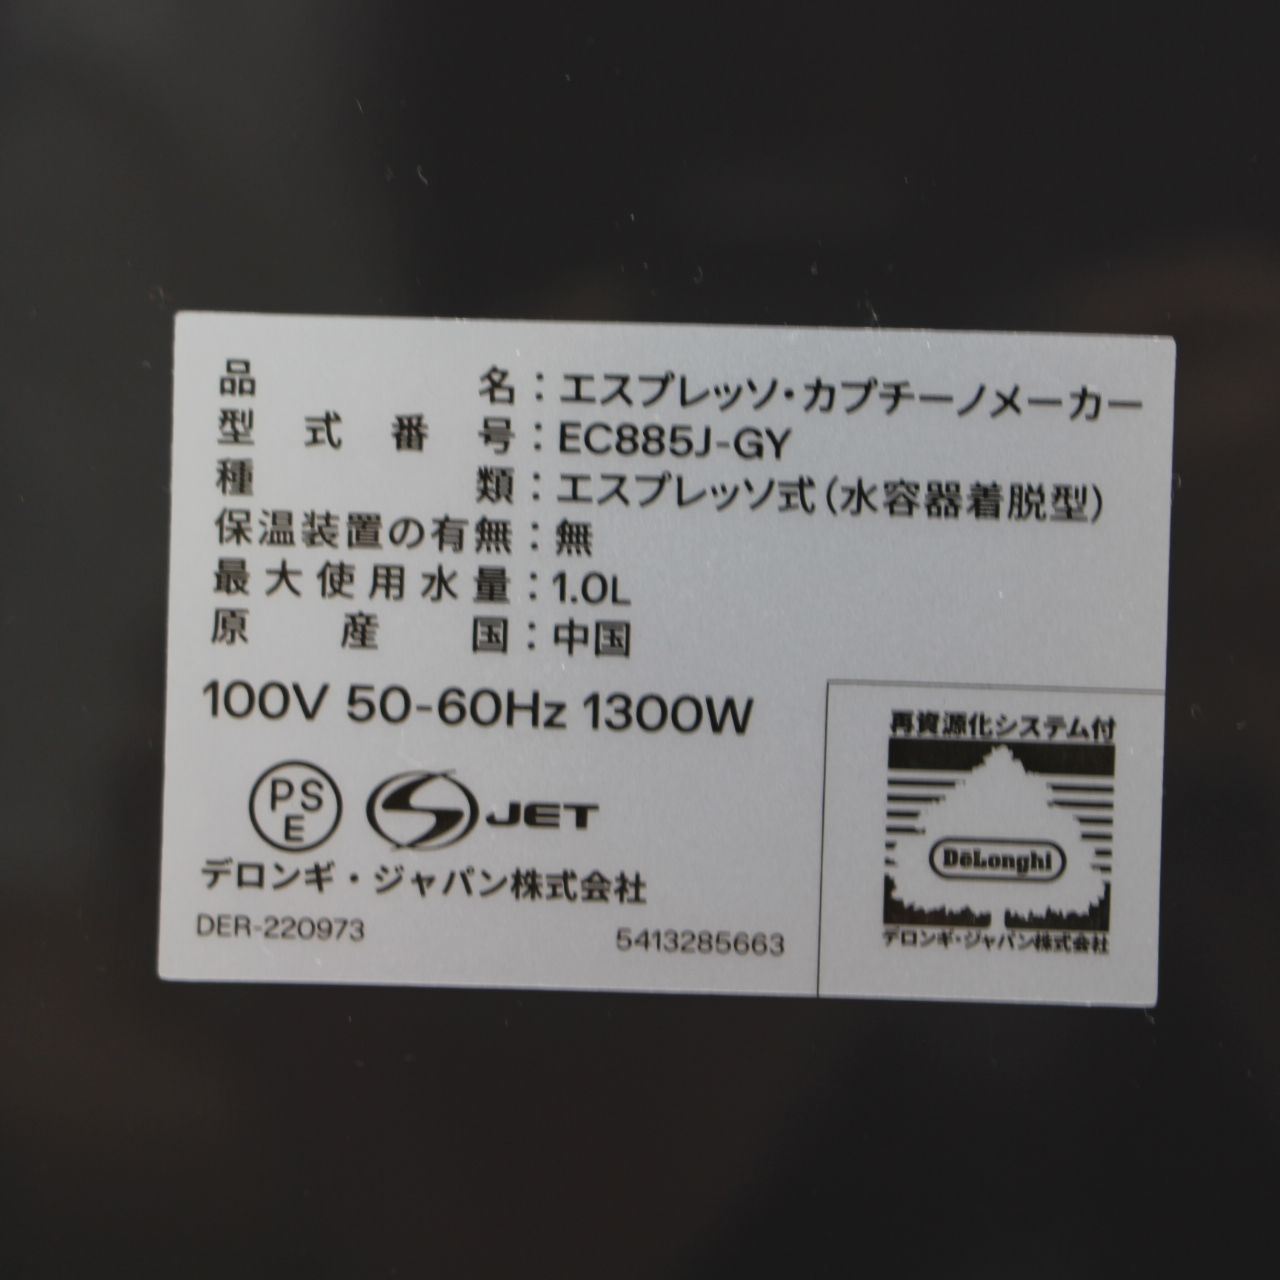 品名：エスプレッソ・カプチーノメーカー
型式番号：EC885J-GY
種類：エスプレッソ式（水容器着脱型）
保温装置の有無：無
最大使用水量：1.0L
原産国：中国
100V 50-60Hz 1300W
PS
E
JET
デロンギ・ジャパン株式会社
DER-220973
5413285663
再資源化システム付
DeLonghi
デロンギ・ジャパン株式会社